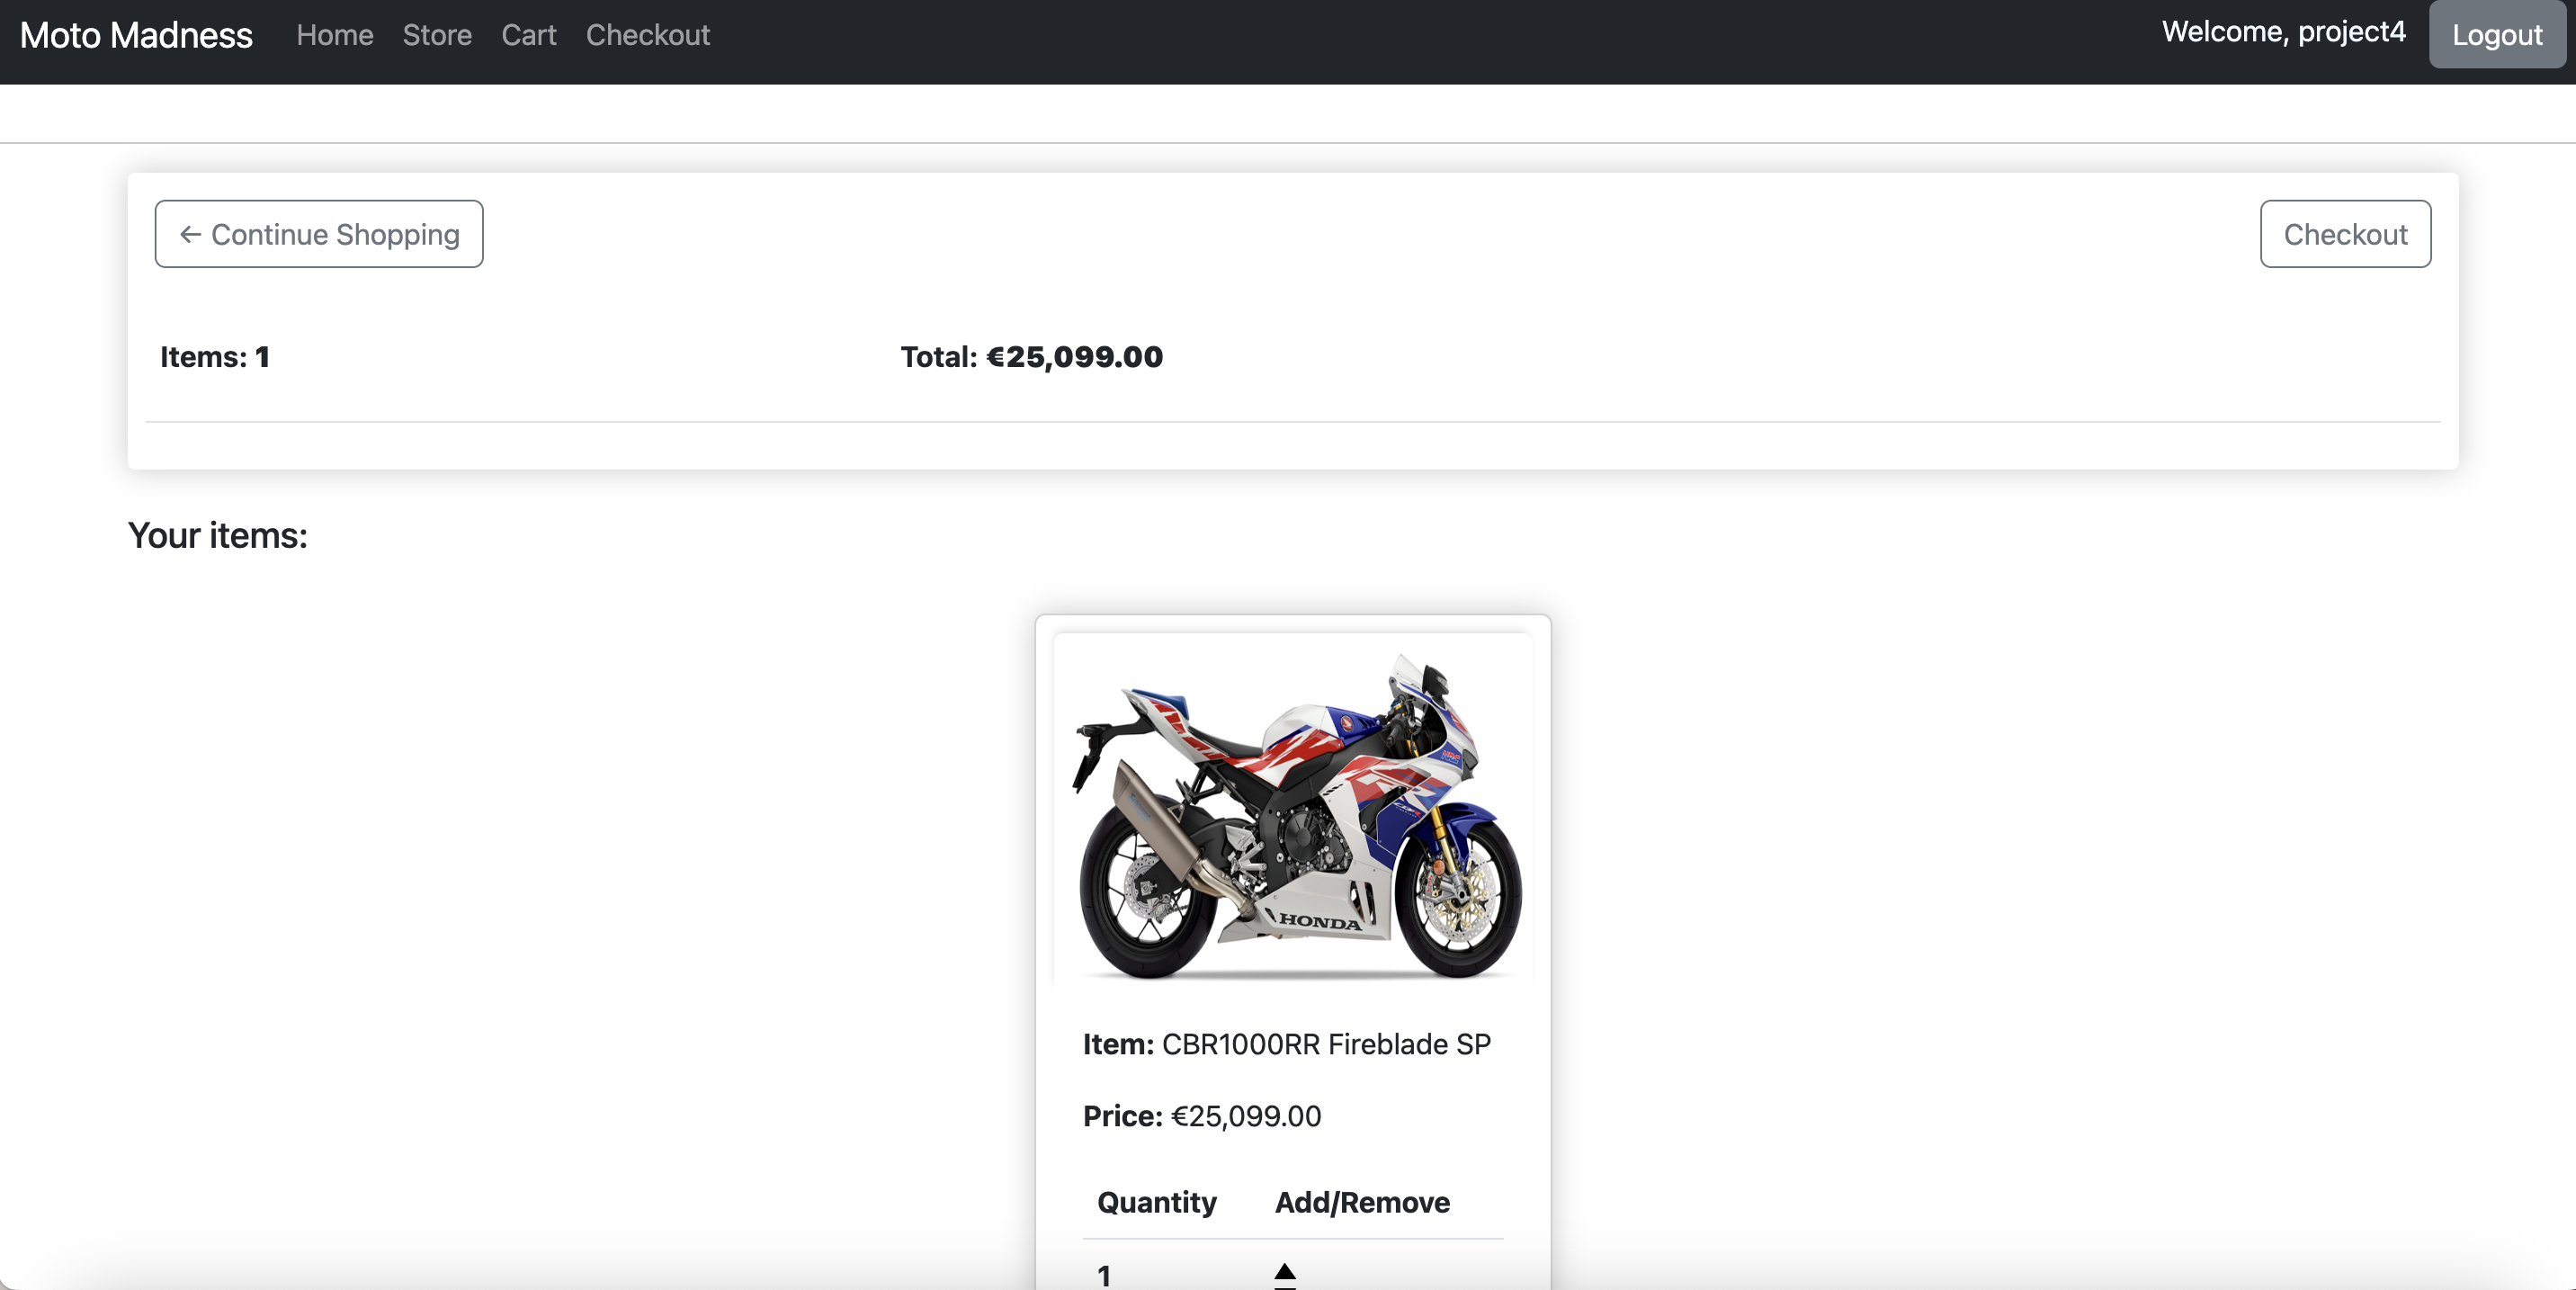 Moto Madness Home Store Cart Checkout Welcome, project4 Logout
← Continue Shopping Checkout
Items: 1 Total: €25,099.00
Your items:
HONDA
Item: CBR1000RR Fireblade SP
Price: €25,099.00
Quantity Add/Remove
1